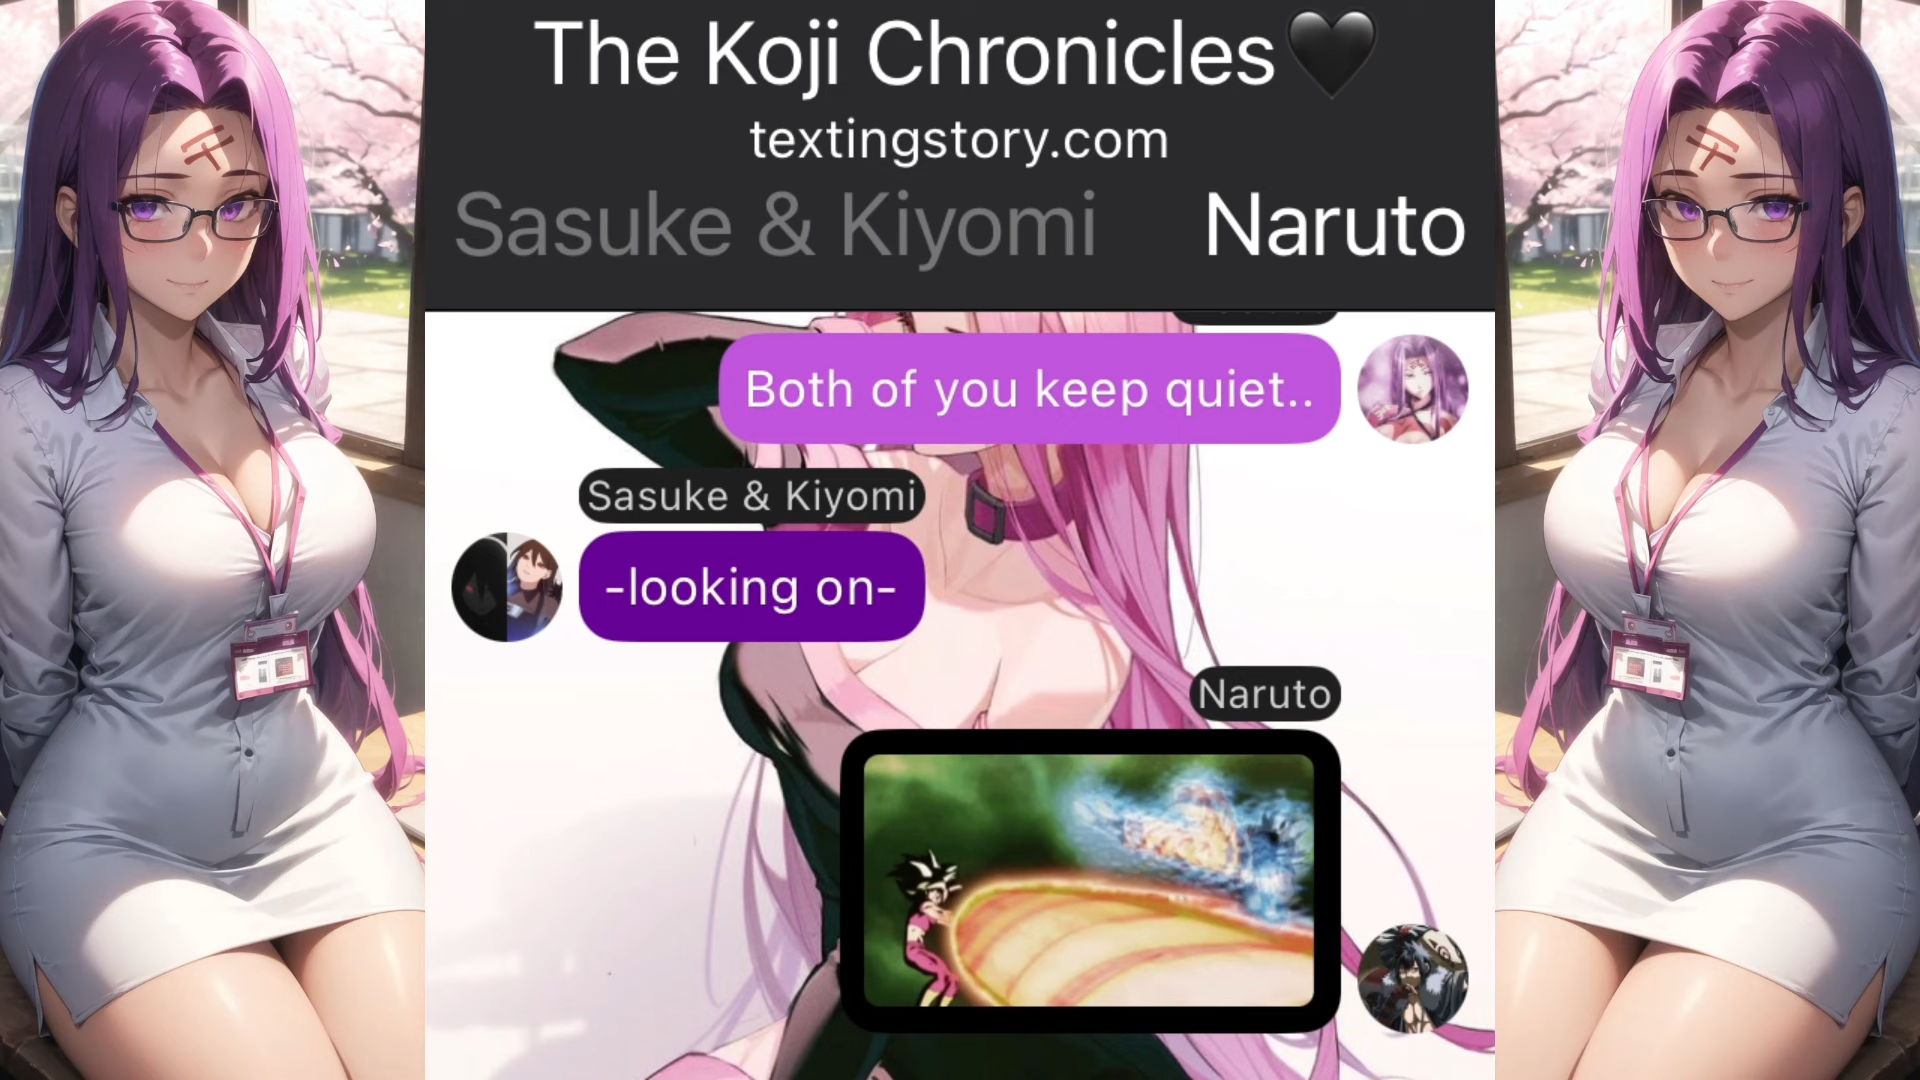 The Koji Chronicles🖤
textingstory.com
Sasuke & Kiyomi
Naruto
Both of you keep quiet..
Sasuke & Kiyomi
-looking on-
Naruto